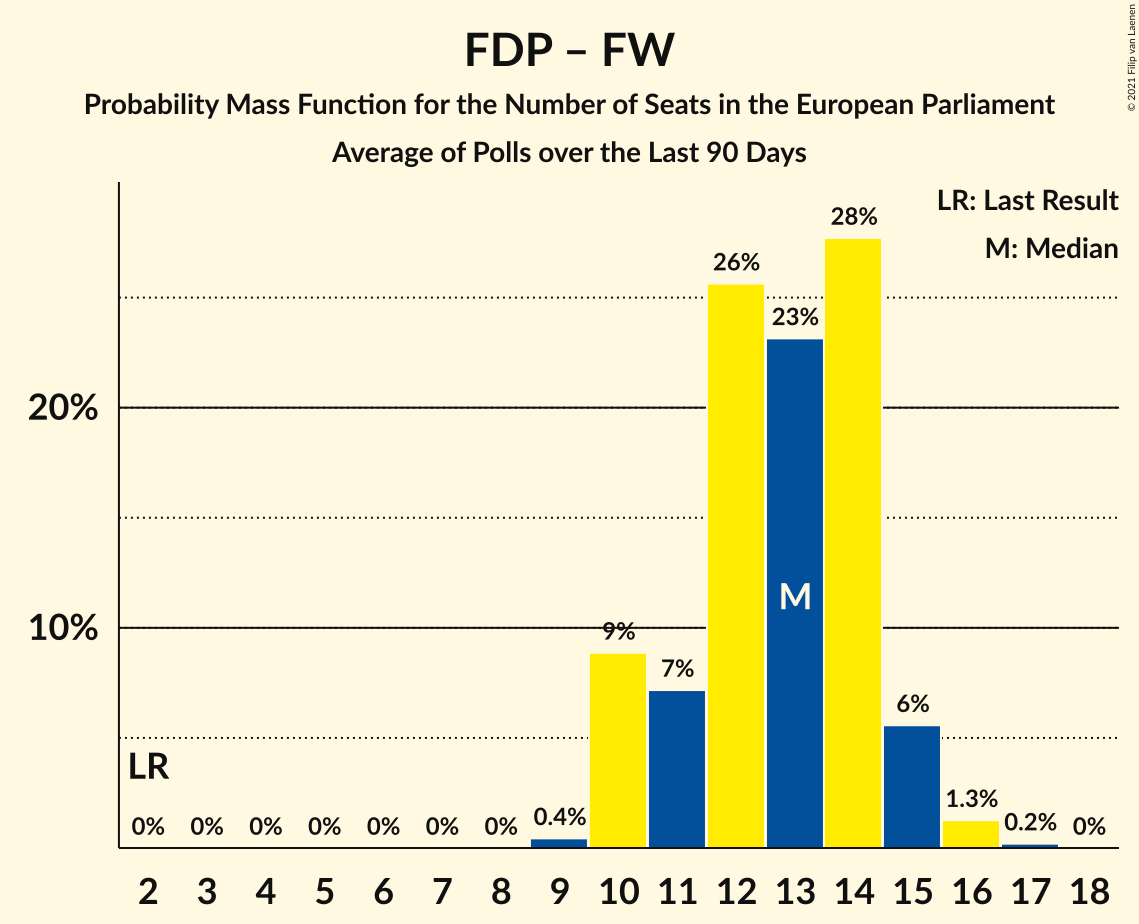 FDP – FW
Probability Mass Function for the Number of Seats in the European Parliament
Average of Polls over the Last 90 Days
© 2021 Filip van Laenen
LR: Last Result
M: Median
28%
26%
23%
20%
M
10%
9%
7%
6%
LR
0% 0% 0% 0% 0% 0% 0% 0.4% 1.3% 0.2% 0%
2 3 4 5 6 7 8 9 10 11 12 13 14 15 16 17 18